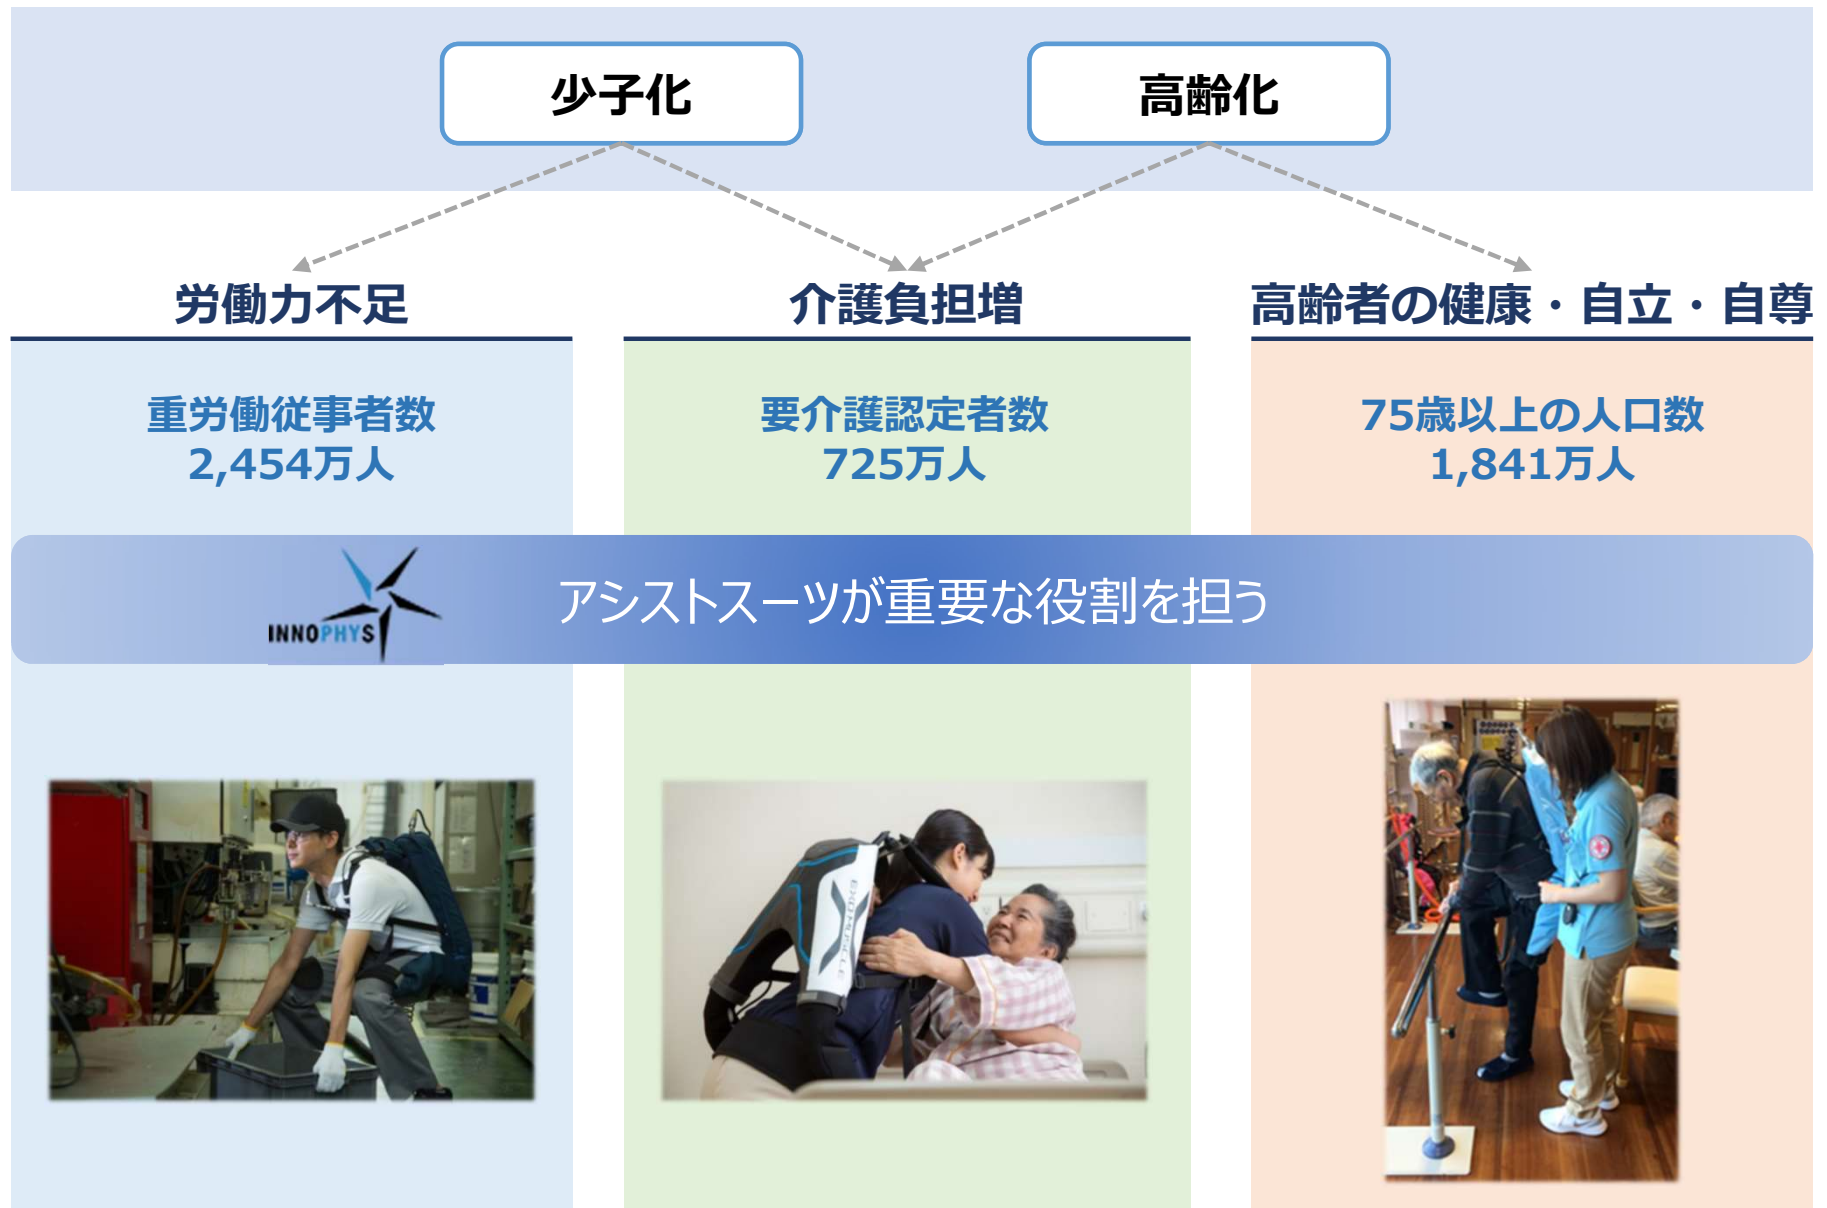 少子化
高齢化
労働力不足
介護負担増
高齢者の健康・自立・自尊
重労働従事者数
2,454万人
要介護認定者数
725万人
75歳以上の人口数
1,841万人
INNOPHYS
アシストスーツが重要な役割を担う
EXOMUSCLE